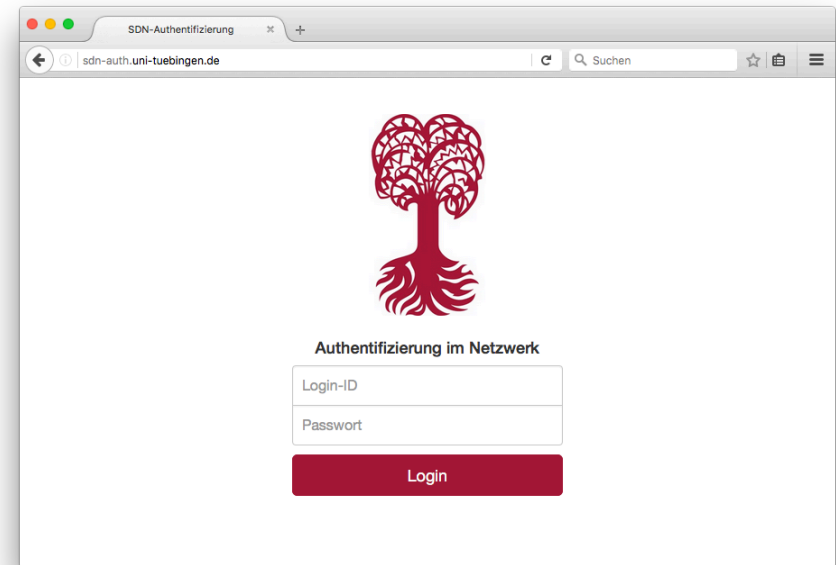 SDN-Authentifizierung
sdn-auth.uni-tuebingen.de
Suchen
Authentifizierung im Netzwerk
Login-ID
Passwort
Login